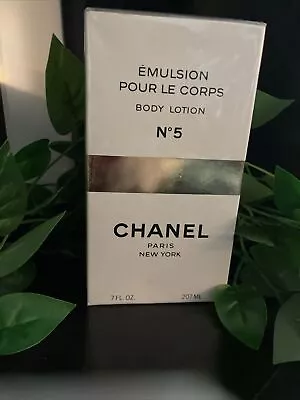 ÉMULSION
POUR LE CORPS
BODY LOTION
N°5
CHANEL
PARIS
NEW YORK
7 FL. OZ. 207 ML